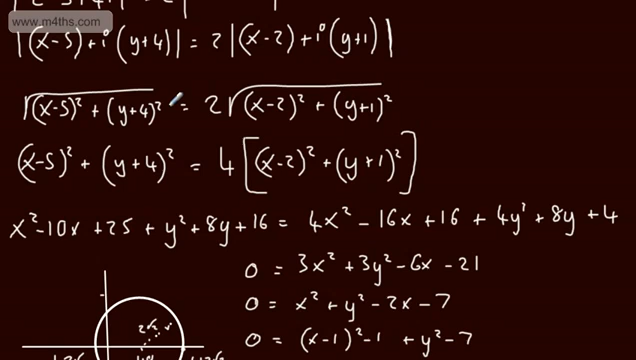 www.m4ths.com
|(x-5)+i(y+4)| = 2|(x-2)+i(y+1)|
√(x-5)² + (y+4)² = 2√(x-2)² + (y+1)²
(x-5)² + (y+4)² = 4[(x-2)² + (y+1)²]
x²-10x+25 + y²+8y+16 = 4x² - 16x + 16 + 4y² + 8y + 4
0 = 3x² + 3y² - 6x - 21
0 = x² + y² - 2x - 7
0 = (x-1)² - 1 + y² - 7